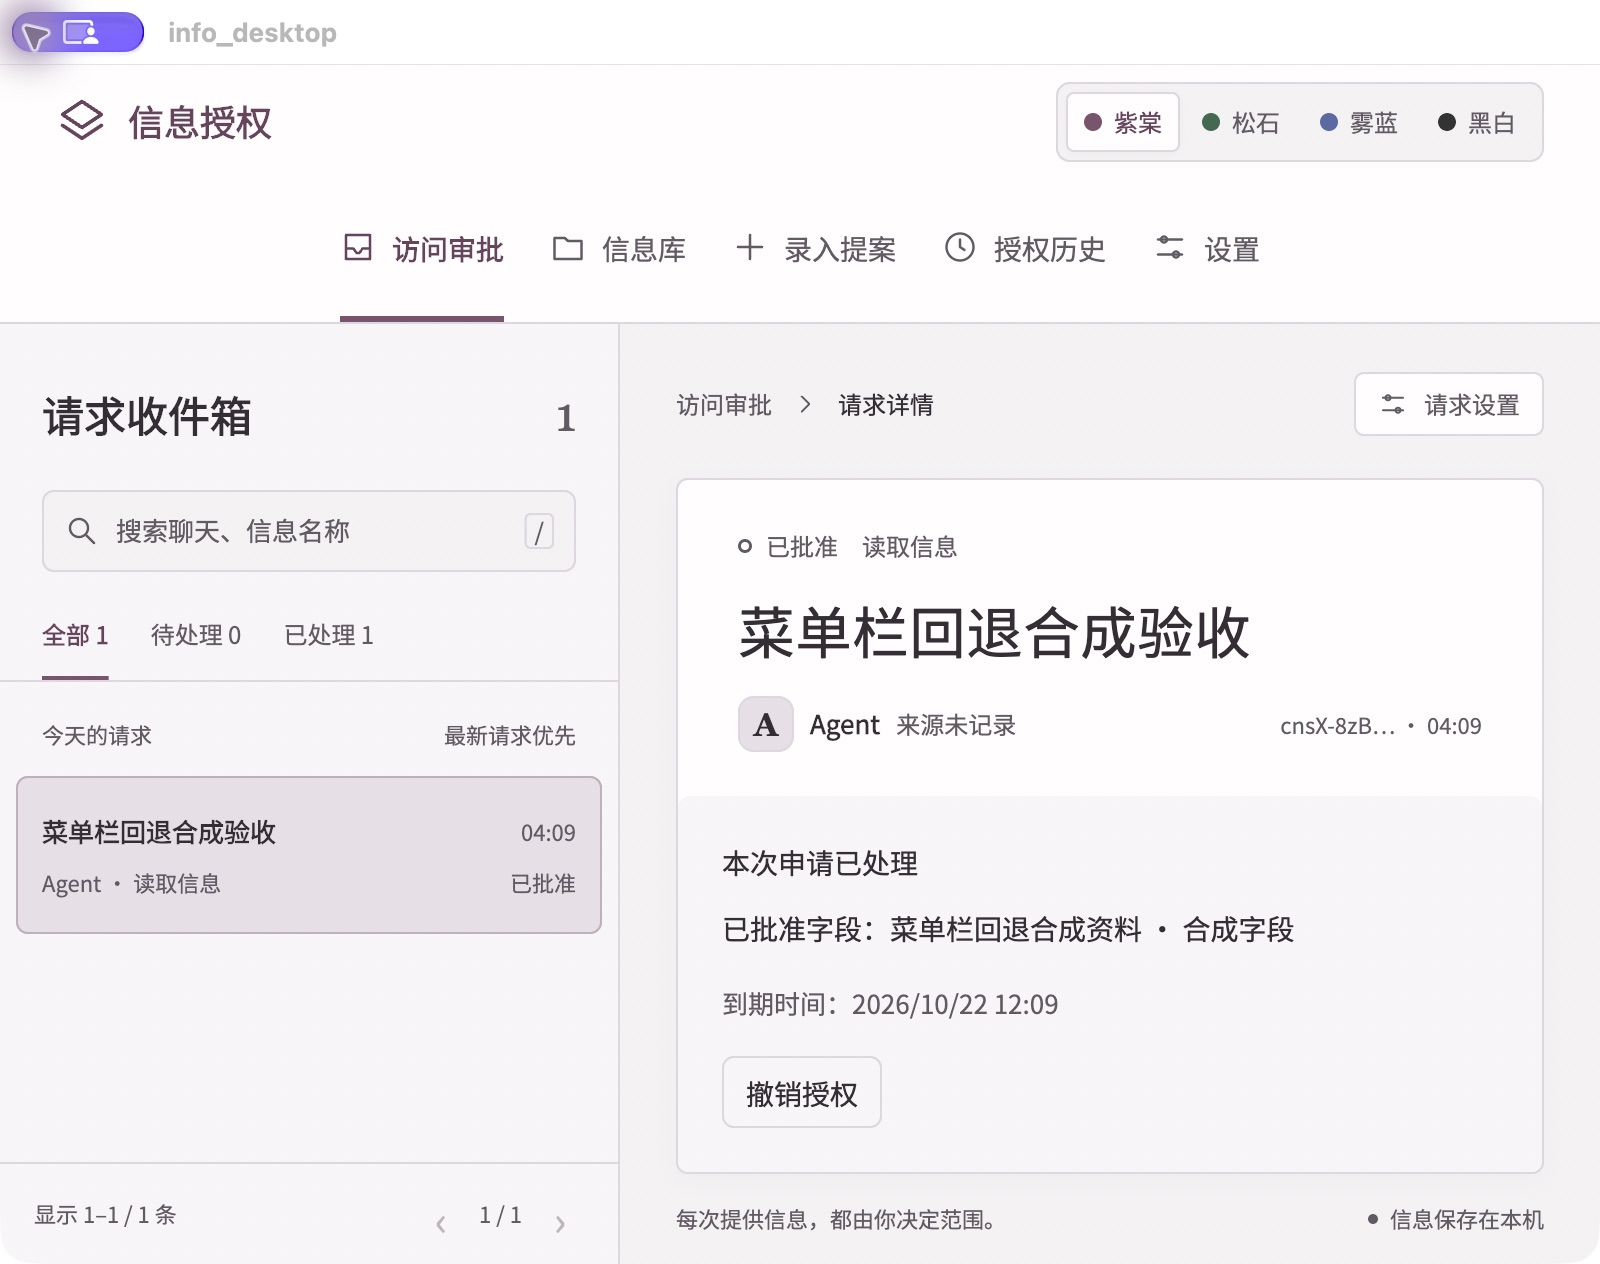 info_desktop
信息授权
紫棠 松石 雾蓝 黑白
访问审批 信息库 录入提案 授权历史 设置
请求收件箱 1
搜索聊天、信息名称 /
全部 1 待处理 0 已处理 1
今天的请求 最新请求优先
菜单栏回退合成验收 04:09
Agent · 读取信息 已批准
显示 1–1 / 1 条 ‹ 1 / 1 ›
访问审批 > 请求详情 请求设置
已批准 读取信息
菜单栏回退合成验收
A Agent 来源未记录 cnsX-8zB… · 04:09
本次申请已处理
已批准字段：菜单栏回退合成资料 · 合成字段
到期时间：2026/10/22 12:09
撤销授权
每次提供信息，都由你决定范围。 信息保存在本机